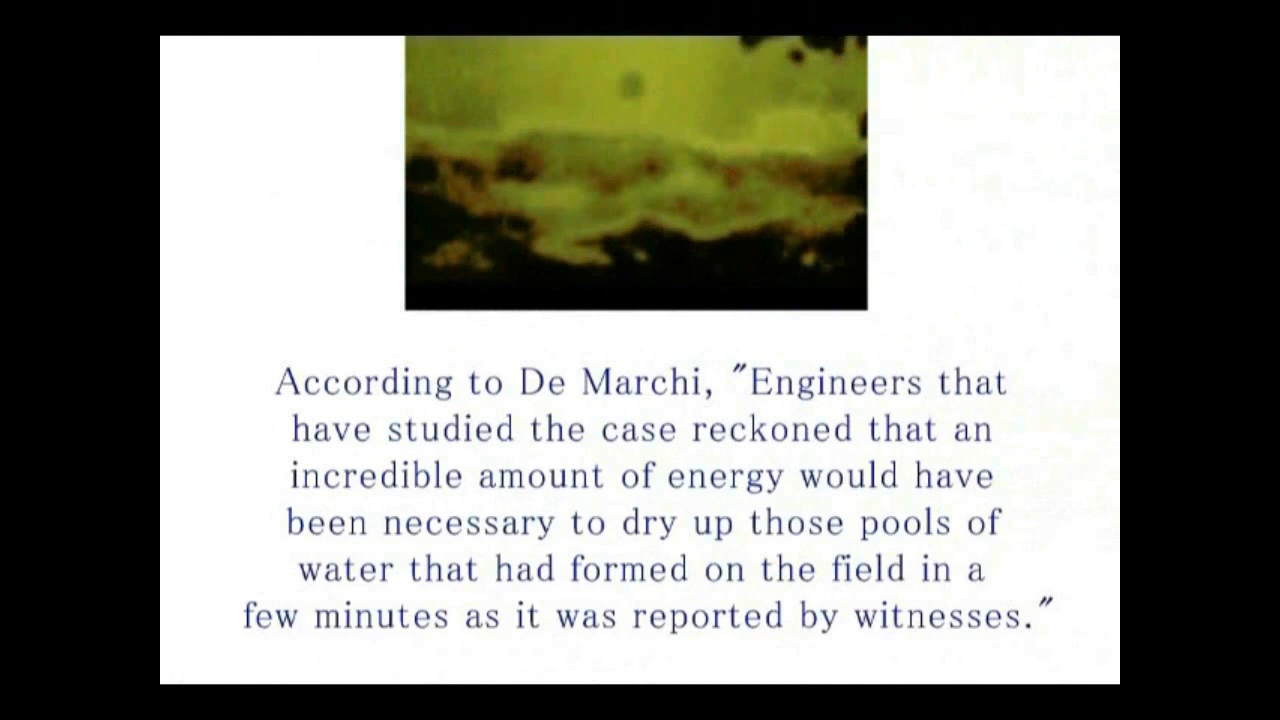 According to De Marchi, "Engineers that
have studied the case reckoned that an
incredible amount of energy would have
been necessary to dry up those pools of
water that had formed on the field in a
few minutes as it was reported by witnesses."